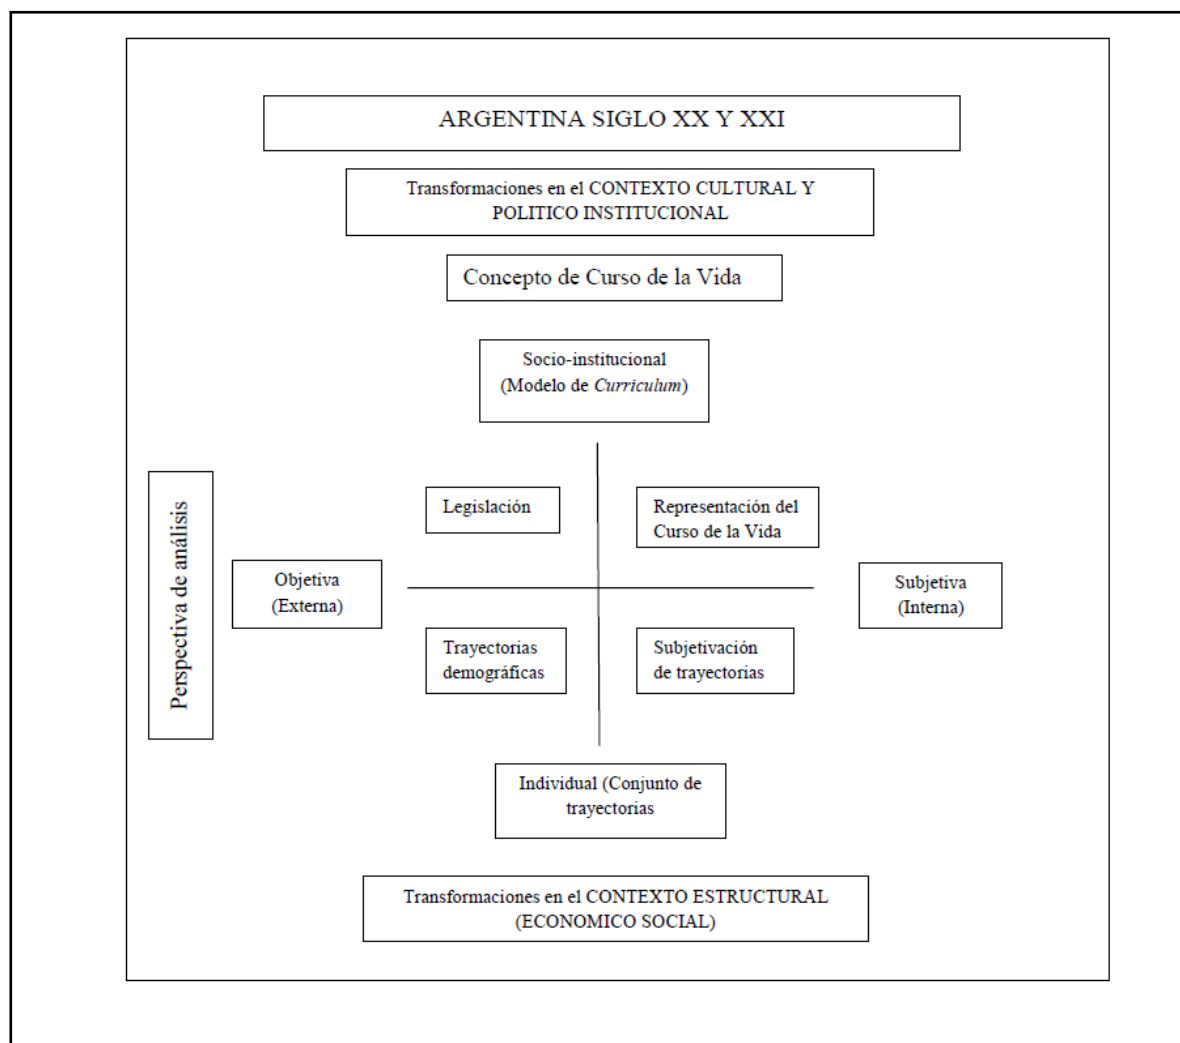 ARGENTINA SIGLO XX Y XXI
Transformaciones en el CONTEXTO CULTURAL Y
POLITICO INSTITUCIONAL
Concepto de Curso de la Vida
Socio-institucional
(Modelo de Curriculum)
Perspectiva de análisis
Legislación
Representación del
Curso de la Vida
Objetiva
(Externa)
Subjetiva
(Interna)
Trayectorias
demográficas
Subjetivación
de trayectorias
Individual (Conjunto de
trayectorias
Transformaciones en el CONTEXTO ESTRUCTURAL
(ECONOMICO SOCIAL)